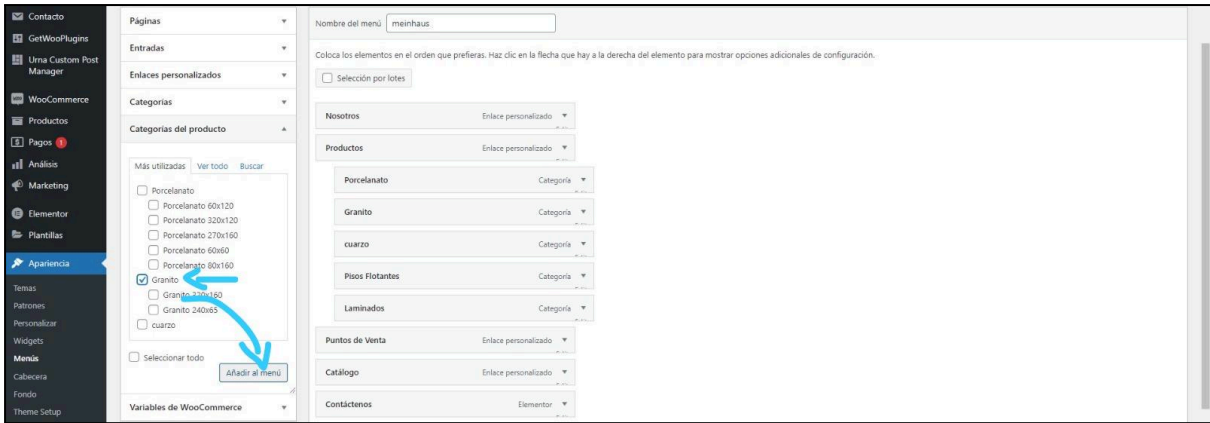 Contacto
GetWooPlugins
Urna Custom Post
Manager
WooCommerce
Productos
Pagos 1
Análisis
Marketing
Elementor
Plantillas
Apariencia
Temas
Patrones
Personalizar
Widgets
Menús
Cabecera
Fondo
Theme Setup
Páginas
Entradas
Enlaces personalizados
Categorías
Categorías del producto
Más utilizadas Ver todo Buscar
Porcelanato
Porcelanato 60x120
Porcelanato 320x120
Porcelanato 270x160
Porcelanato 60x60
Porcelanato 80x160
Granito
Granito 320x160
Granito 240x65
cuarzo
Seleccionar todo
Añadir al menú
Variables de WooCommerce
Nombre del menú meinhaus
Coloca los elementos en el orden que prefieras. Haz clic en la flecha que hay a la derecha del elemento para mostrar opciones adicionales de configuración.
Selección por lotes
Nosotros Enlace personalizado
Productos Enlace personalizado
Porcelanato Categoría
Granito Categoría
cuarzo Categoría
Pisos Flotantes Categoría
Laminados Categoría
Puntos de Venta Enlace personalizado
Catálogo Enlace personalizado
Contáctenos Elementor